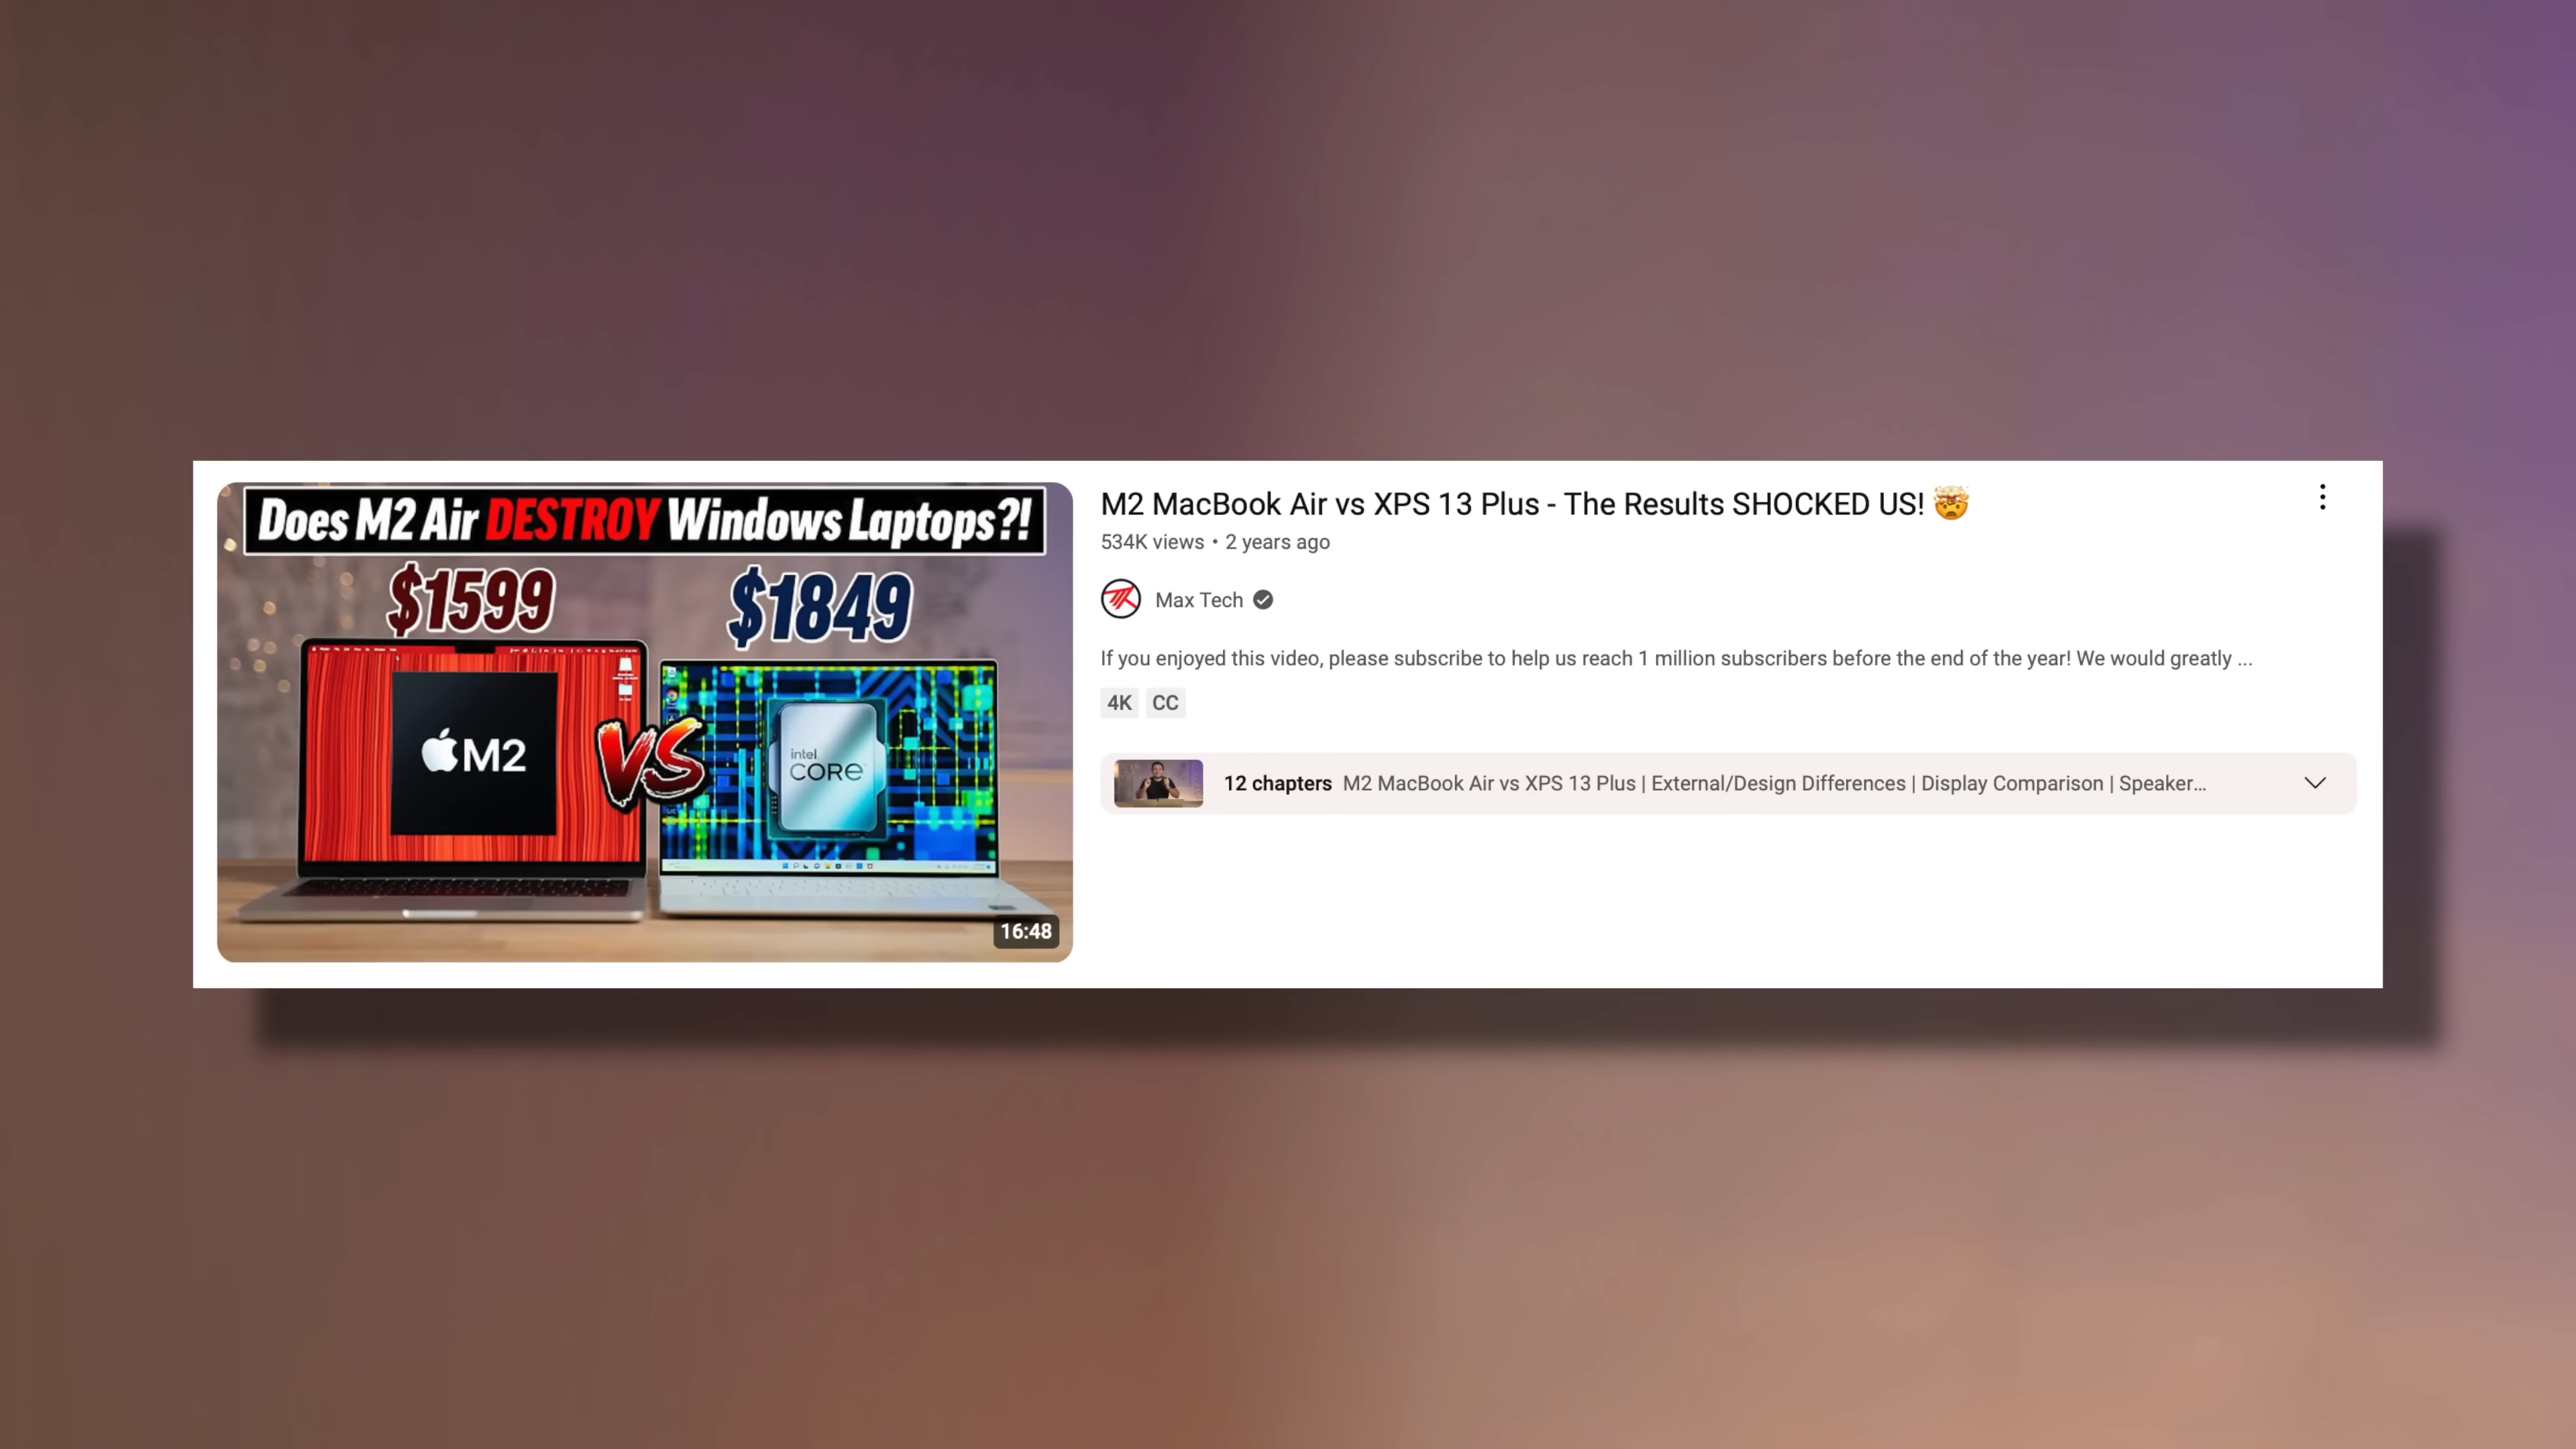 Does M2 Air DESTROY Windows Laptops?!
$1599
$1849
M2
VS
intel
CORE
16:48
M2 MacBook Air vs XPS 13 Plus - The Results SHOCKED US! 🤯
534K views • 2 years ago
Max Tech
If you enjoyed this video, please subscribe to help us reach 1 million subscribers before the end of the year! We would greatly ...
4K CC
12 chapters M2 MacBook Air vs XPS 13 Plus | External/Design Differences | Display Comparison | Speaker...